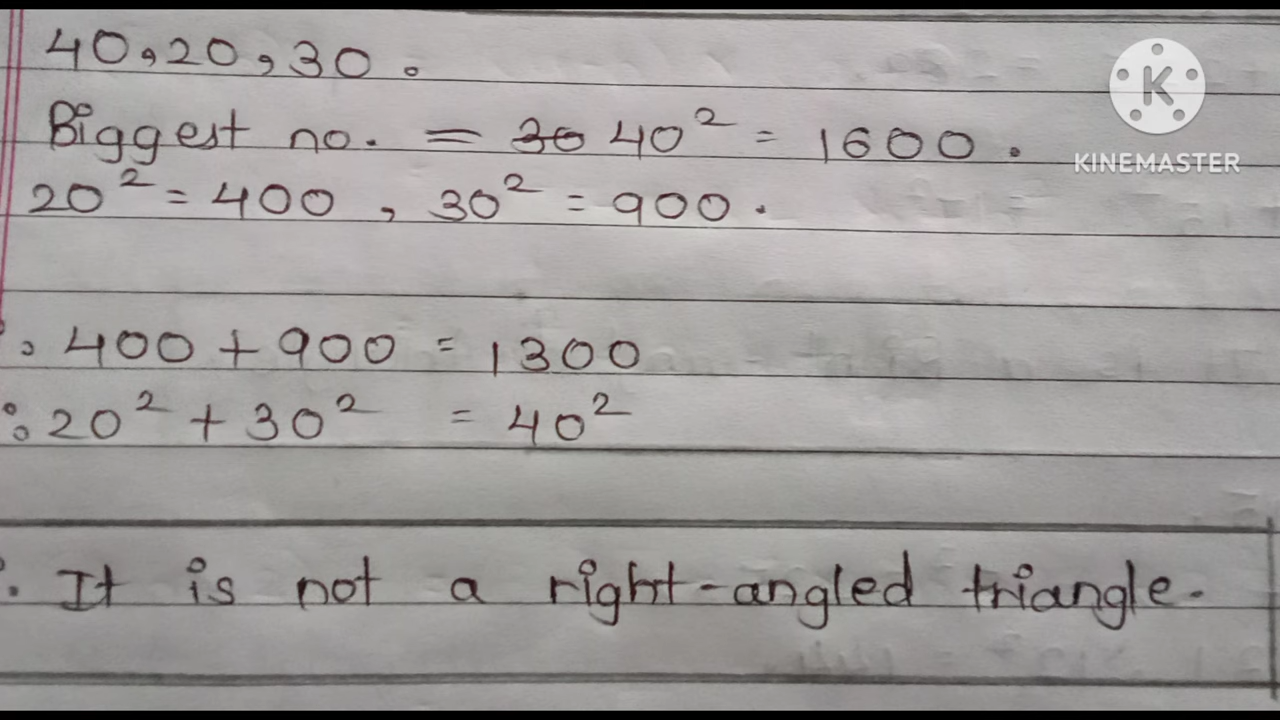 40,20,30.
Biggest no. = 30 40² = 1600.
20² = 400, 30² = 900.
∴ 400 + 900 = 1300
∴ 20² + 30² = 40²
∴ It is not a right-angled triangle.
KINEMASTER